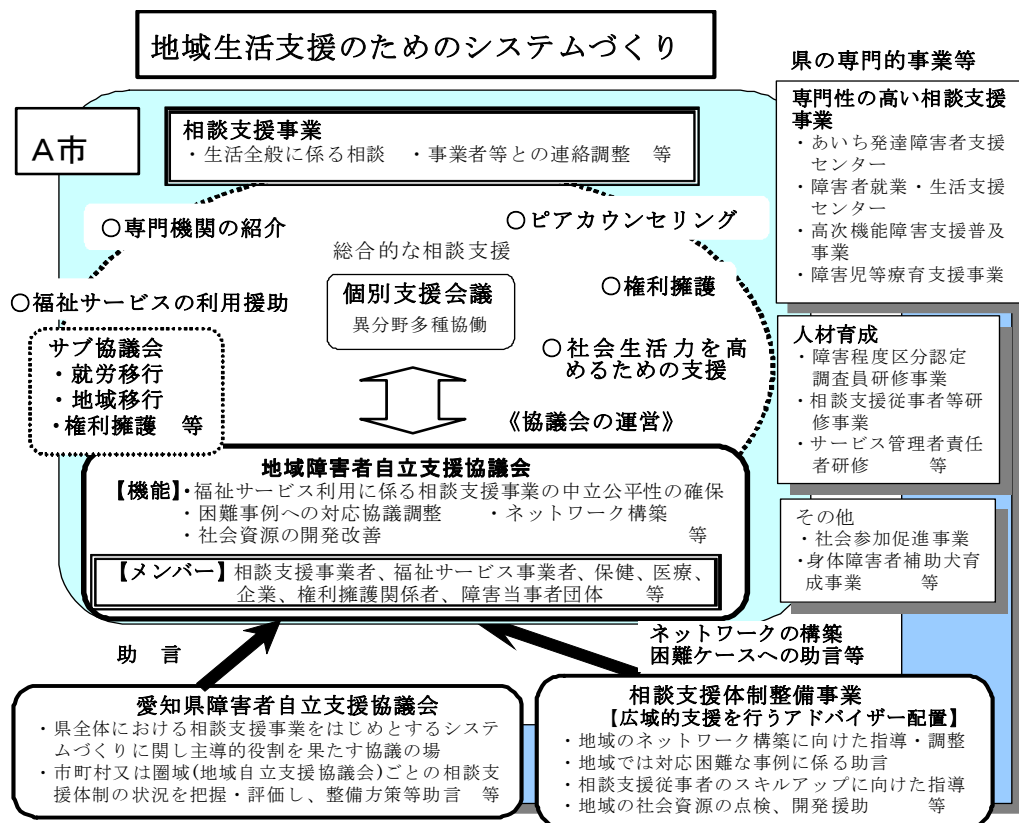 地域生活支援のためのシステムづくり
A市
相談支援事業
・生活全般に係る相談 ・事業者等との連絡調整 等
○専門機関の紹介
○ピアカウンセリング
総合的な相談支援
個別支援会議
異分野多種協働
○権利擁護
○福祉サービスの利用援助
○社会生活力を高
めるための支援
サブ協議会
・就労移行
・地域移行
・権利擁護 等
《協議会の運営》
地域障害者自立支援協議会
【機能】・福祉サービス利用に係る相談支援事業の中立公平性の確保
・困難事例への対応協議調整 ・ネットワーク構築
・社会資源の開発改善 等
【メンバー】相談支援事業者、福祉サービス事業者、保健、医療、
企業、権利擁護関係者、障害当事者団体 等
県の専門的事業等
専門性の高い相談支援
事業
・あいち発達障害者支援
センター
・障害者就業・生活支援
センター
・高次機能障害支援普及
事業
・障害児等療育支援事業
人材育成
・障害程度区分認定
調査員研修事業
・相談支援従事者等研
修事業
・サービス管理者責任
者研修 等
その他
・社会参加促進事業
・身体障害者補助犬育
成事業 等
助 言
ネットワークの構築
困難ケースへの助言等
愛知県障害者自立支援協議会
・県全体における相談支援事業をはじめとするシステ
ムづくりに関し主導的役割を果たす協議の場
・市町村又は圏域(地域自立支援協議会)ごとの相談支
援体制の状況を把握・評価し、整備方策等助言 等
相談支援体制整備事業
【広域的支援を行うアドバイザー配置】
・地域のネットワーク構築に向けた指導・調整
・地域では対応困難な事例に係る助言
・相談支援従事者のスキルアップに向けた指導
・地域の社会資源の点検、開発援助 等